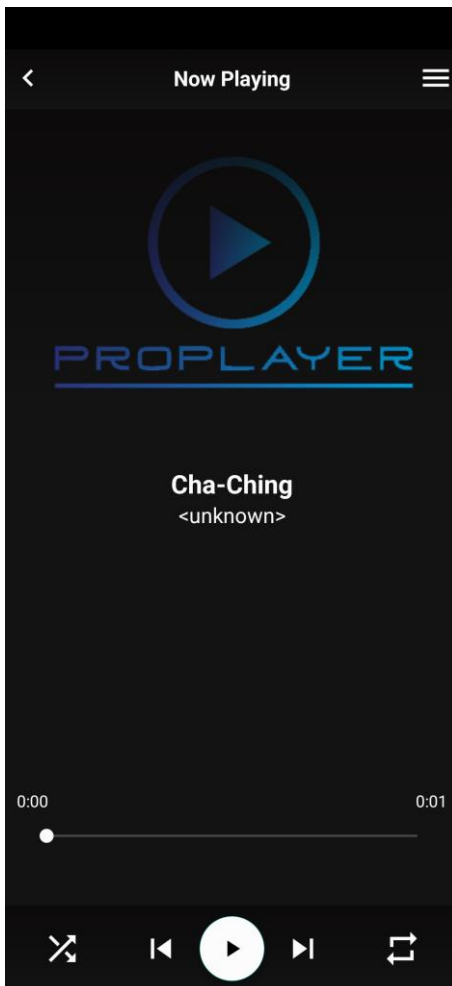 Now Playing
PROPLAYER
Cha-Ching
<unknown>
0:00
0:01